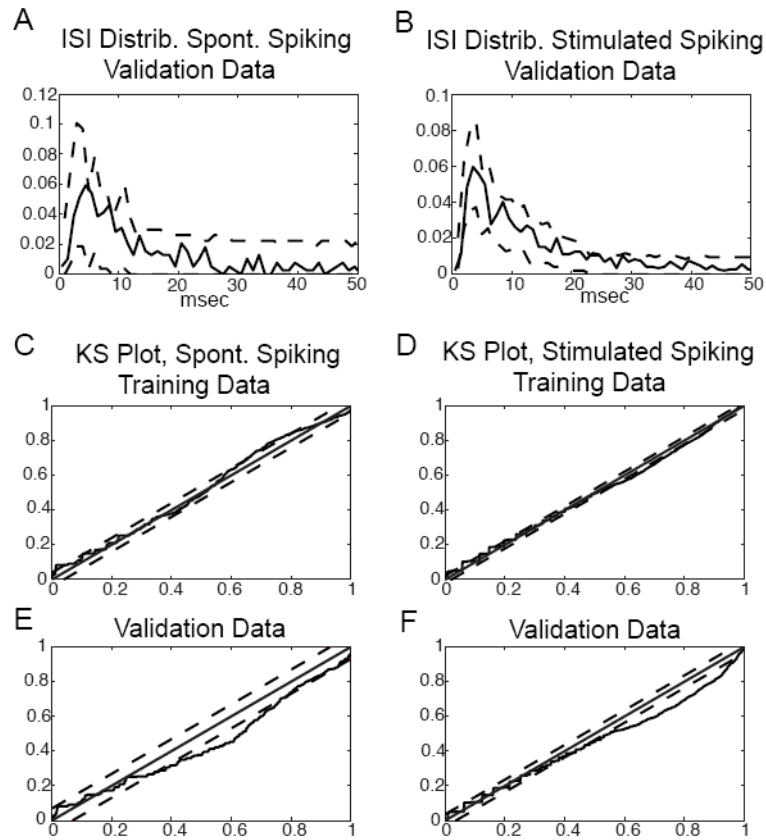 A
ISI Distrib. Spont. Spiking
Validation Data
0.12
0.1
0.08
0.06
0.04
0.02
0
0 10 20 30 40 50
msec
B
ISI Distrib. Stimulated Spiking
Validation Data
0.1
0.08
0.06
0.04
0.02
0
0 10 20 30 40 50
msec
C
KS Plot, Spont. Spiking
Training Data
1
0.8
0.6
0.4
0.2
0
0 0.2 0.4 0.6 0.8 1
D
KS Plot, Stimulated Spiking
Training Data
1
0.8
0.6
0.4
0.2
0
0 0.2 0.4 0.6 0.8 1
E
Validation Data
1
0.8
0.6
0.4
0.2
0
0 0.2 0.4 0.6 0.8 1
F
Validation Data
1
0.8
0.6
0.4
0.2
0
0 0.2 0.4 0.6 0.8 1